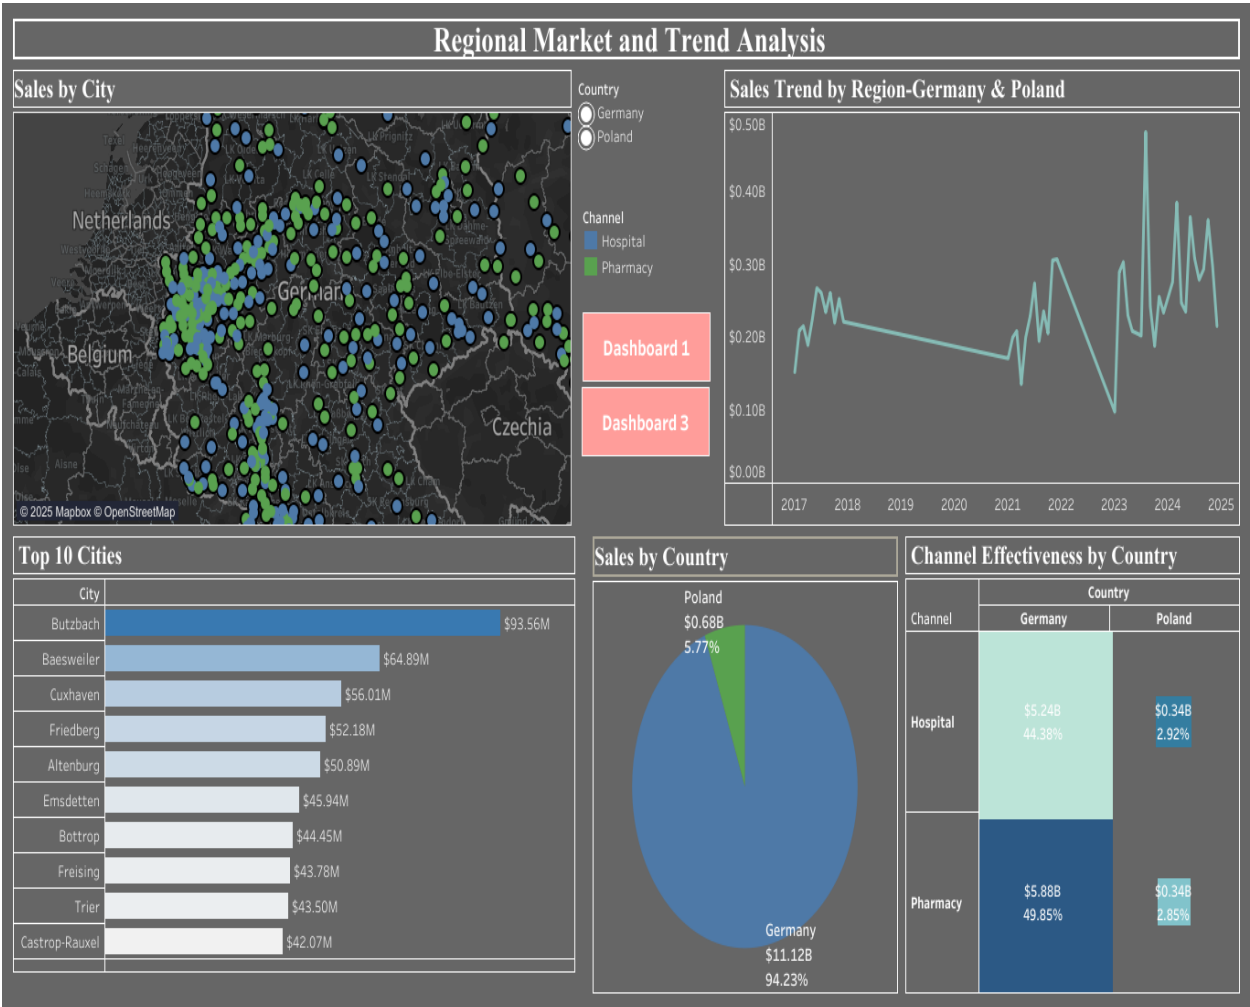 Regional Market and Trend Analysis
Sales by City
Netherlands
Belgium
Czechia
© 2025 Mapbox © OpenStreetMap
Country
Germany
Poland
Channel
Hospital
Pharmacy
Dashboard 1
Dashboard 3
Sales Trend by Region-Germany & Poland
$0.50B
$0.40B
$0.30B
$0.20B
$0.10B
$0.00B
2017 2018 2019 2020 2021 2022 2023 2024 2025
Top 10 Cities
City
Butzbach $93.56M
Baesweiler $64.89M
Cuxhaven $56.01M
Friedberg $52.18M
Altenburg $50.89M
Emsdetten $45.94M
Bottrop $44.45M
Freising $43.78M
Trier $43.50M
Castrop-Rauxel $42.07M
Sales by Country
Poland
$0.68B
5.77%
Germany
$11.12B
94.23%
Channel Effectiveness by Country
Country
Channel Germany Poland
Hospital
$5.24B
44.38%
$0.34B
2.92%
Pharmacy
$5.88B
49.85%
$0.34B
2.85%